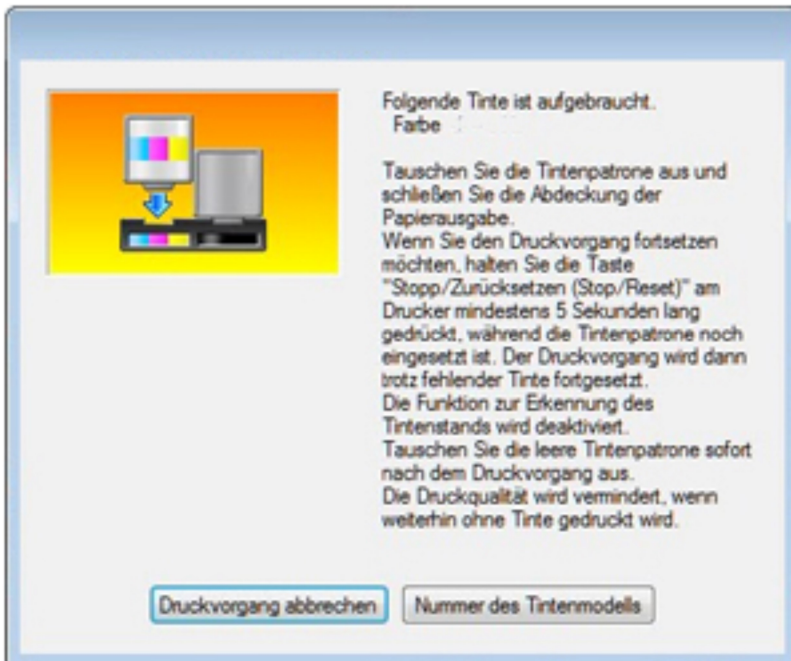 Folgende Tinte ist aufgebraucht.
Farbe
Tauschen Sie die Tintenpatrone aus und
schließen Sie die Abdeckung der
Papierausgabe.
Wenn Sie den Druckvorgang fortsetzen
möchten, halten Sie die Taste
"Stopp/Zurücksetzen (Stop/Reset)" am
Drucker mindestens 5 Sekunden lang
gedrückt, während die Tintenpatrone noch
eingesetzt ist. Der Druckvorgang wird dann
trotz fehlender Tinte fortgesetzt.
Die Funktion zur Erkennung des
Tintenstands wird deaktiviert.
Tauschen Sie die leere Tintenpatrone sofort
nach dem Druckvorgang aus.
Die Druckqualität wird vermindert, wenn
weiterhin ohne Tinte gedruckt wird.
Druckvorgang abbrechen
Nummer des Tintenmodells